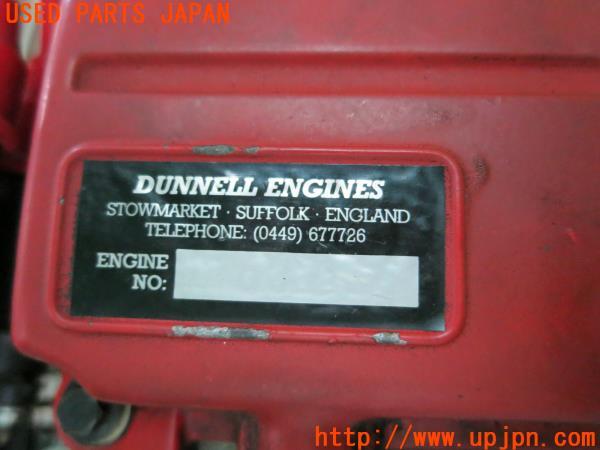 USED PARTS JAPAN
DUNNELL ENGINES
STOWMARKET · SUFFOLK · ENGLAND
TELEPHONE: (0449) 677726
ENGINE
NO:
http://www.upjpn.com